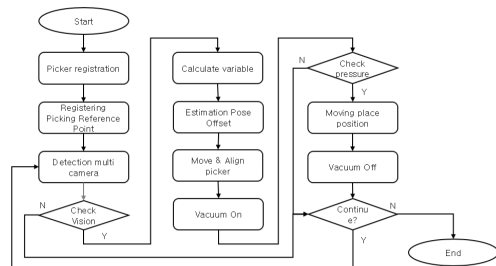 Start
Picker registration
Registering
Picking Reference
Point
Detection multi
camera
N
Check
Vision
Y
Calculate variable
Estimation Pose
Offset
Move & Align
picker
Vacuum On
N
Check
pressure
Y
Moving place
position
Vacuum Off
Continu
e?
N
Y
End